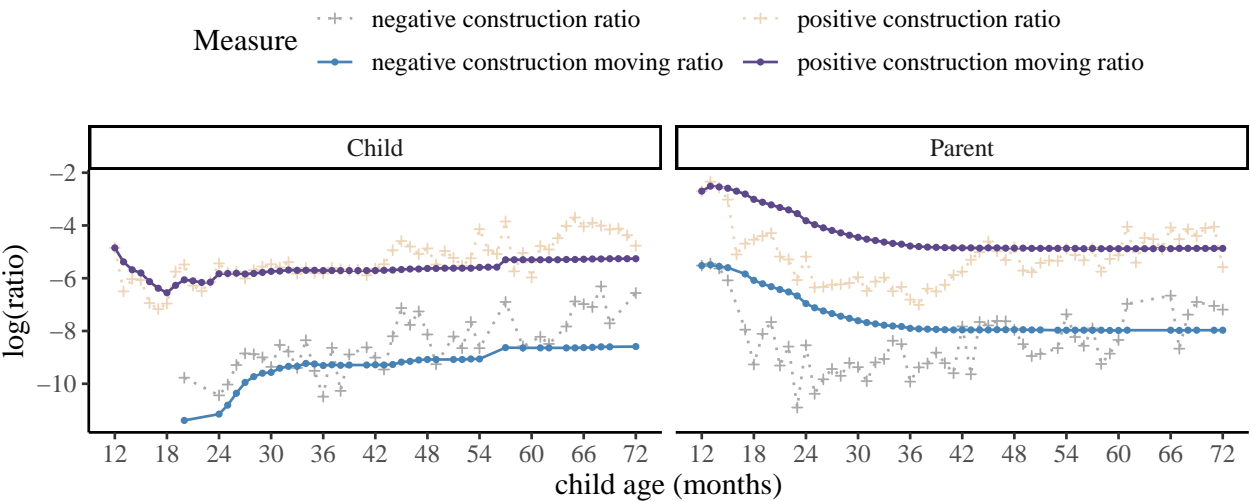 Measure
negative construction ratio
positive construction ratio
negative construction moving ratio
positive construction moving ratio
Child
Parent
log(ratio)
−2
−4
−6
−8
−10
12 18 24 30 36 42 48 54 60 66 72
12 18 24 30 36 42 48 54 60 66 72
child age (months)